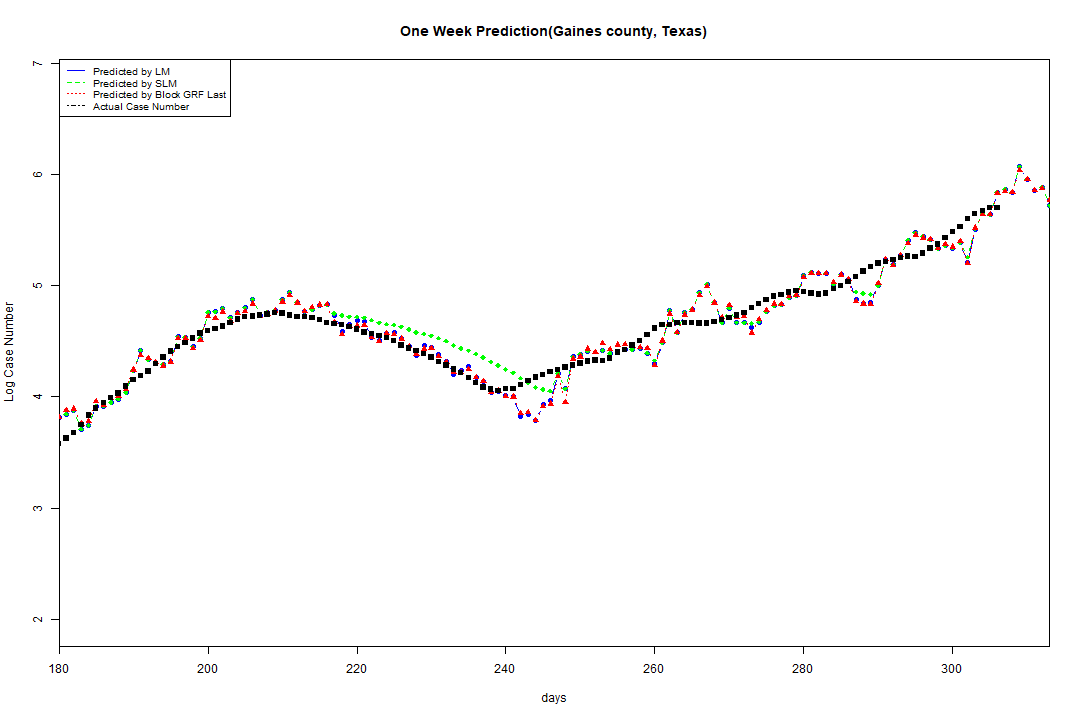 One Week Prediction(Gaines county, Texas)
Predicted by LM
Predicted by SLM
Predicted by Block GRF Last
Actual Case Number
7
6
5
4
3
2
Log Case Number
180 200 220 240 260 280 300
days